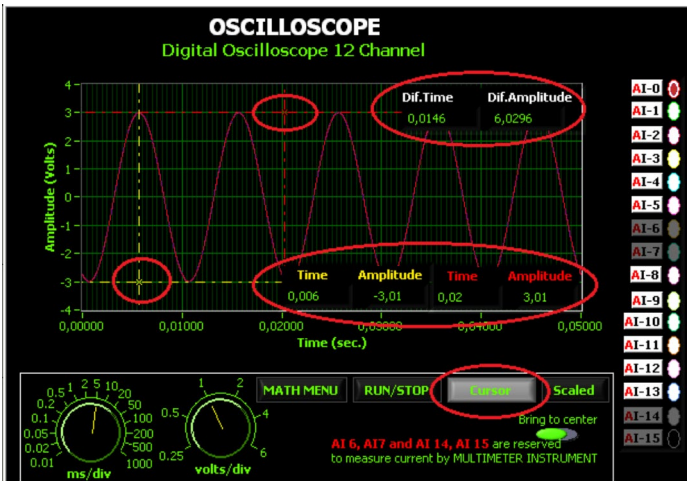 OSCILLOSCOPE
Digital Oscilloscope 12 Channel
Amplitude (Volts)
4
3
2
1
0
-1
-2
-3
-4
Dif.Time Dif.Amplitude
0,0146 6,0296
Time Amplitude Time Amplitude
0,006 -3,01 0,02 3,01
0,00000 0,01000 0,02000 0,03000 0,04000 0,05000
Time (sec.)
AI-0
AI-1
AI-2
AI-3
AI-4
AI-5
AI-6
AI-7
AI-8
AI-9
AI-10
AI-11
AI-12
AI-13
AI-14
AI-15
0.01 0.02 0.05 0.1 0.2 0.5 1 2 5 10 20 50 100 200 500 1000
ms/div
0.25 0.5 1 2 4 6
volts/div
MATH MENU RUN/STOP Cursor Scaled
Bring to center
AI 6, AI7 and AI 14, AI 15 are reserved
to measure current by MULTIMETER INSTRUMENT